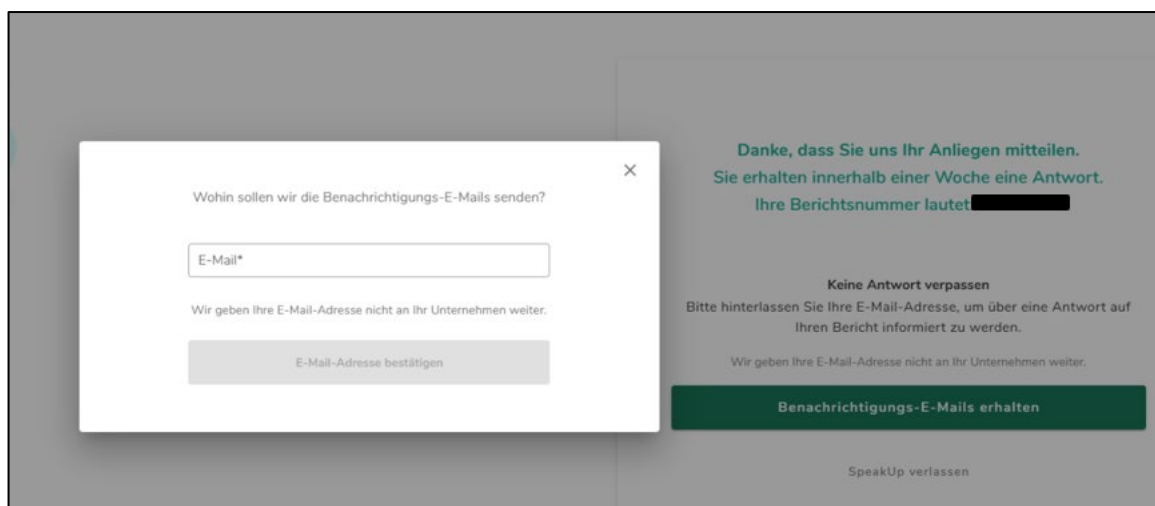 Wohin sollen wir die Benachrichtigungs-E-Mails senden?
E-Mail*
Wir geben Ihre E-Mail-Adresse nicht an Ihr Unternehmen weiter.
E-Mail-Adresse bestätigen
Danke, dass Sie uns Ihr Anliegen mitteilen.
Sie erhalten innerhalb einer Woche eine Antwort.
Ihre Berichtsnummer lautet
Keine Antwort verpassen
Bitte hinterlassen Sie Ihre E-Mail-Adresse, um über eine Antwort auf
Ihren Bericht informiert zu werden.
Wir geben Ihre E-Mail-Adresse nicht an Ihr Unternehmen weiter.
Benachrichtigungs-E-Mails erhalten
SpeakUp verlassen